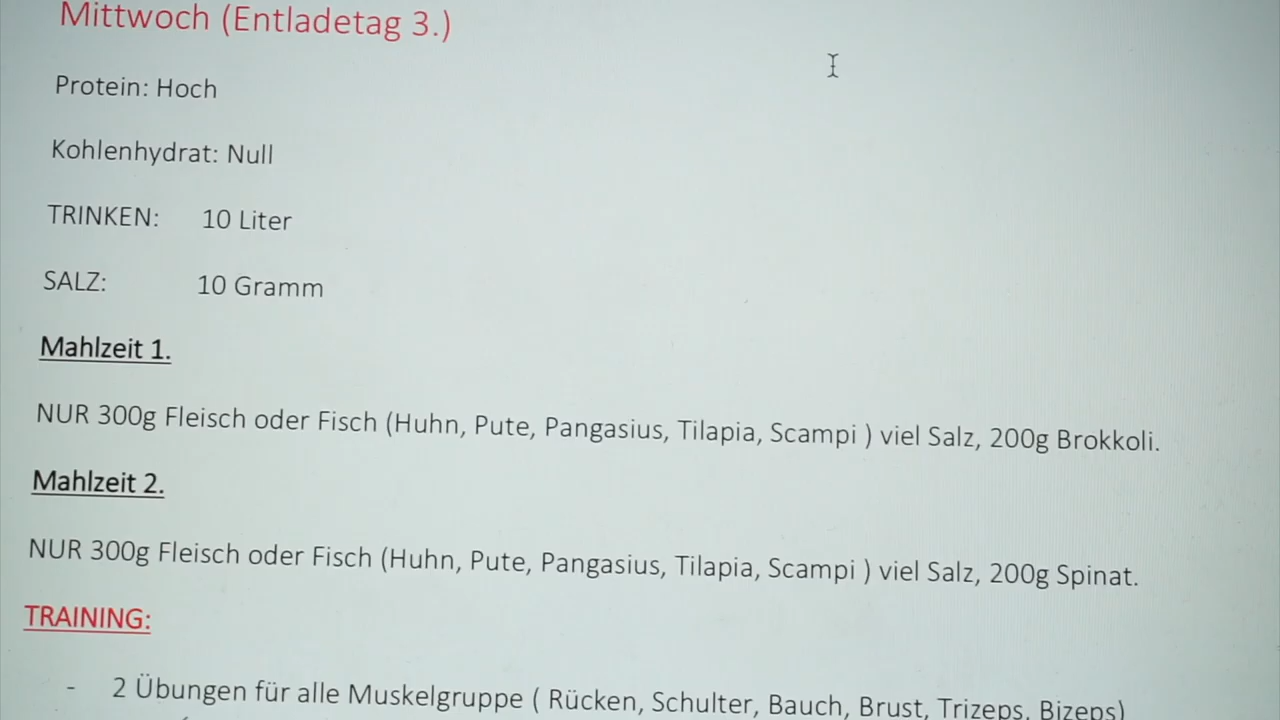 Mittwoch (Entladetag 3.)
Protein: Hoch
Kohlenhydrat: Null
TRINKEN: 10 Liter
SALZ: 10 Gramm
Mahlzeit 1.
NUR 300g Fleisch oder Fisch (Huhn, Pute, Pangasius, Tilapia, Scampi ) viel Salz, 200g Brokkoli.
Mahlzeit 2.
NUR 300g Fleisch oder Fisch (Huhn, Pute, Pangasius, Tilapia, Scampi ) viel Salz, 200g Spinat.
TRAINING:
- 2 Übungen für alle Muskelgruppe ( Rücken, Schulter, Bauch, Brust, Trizeps, Bizeps)